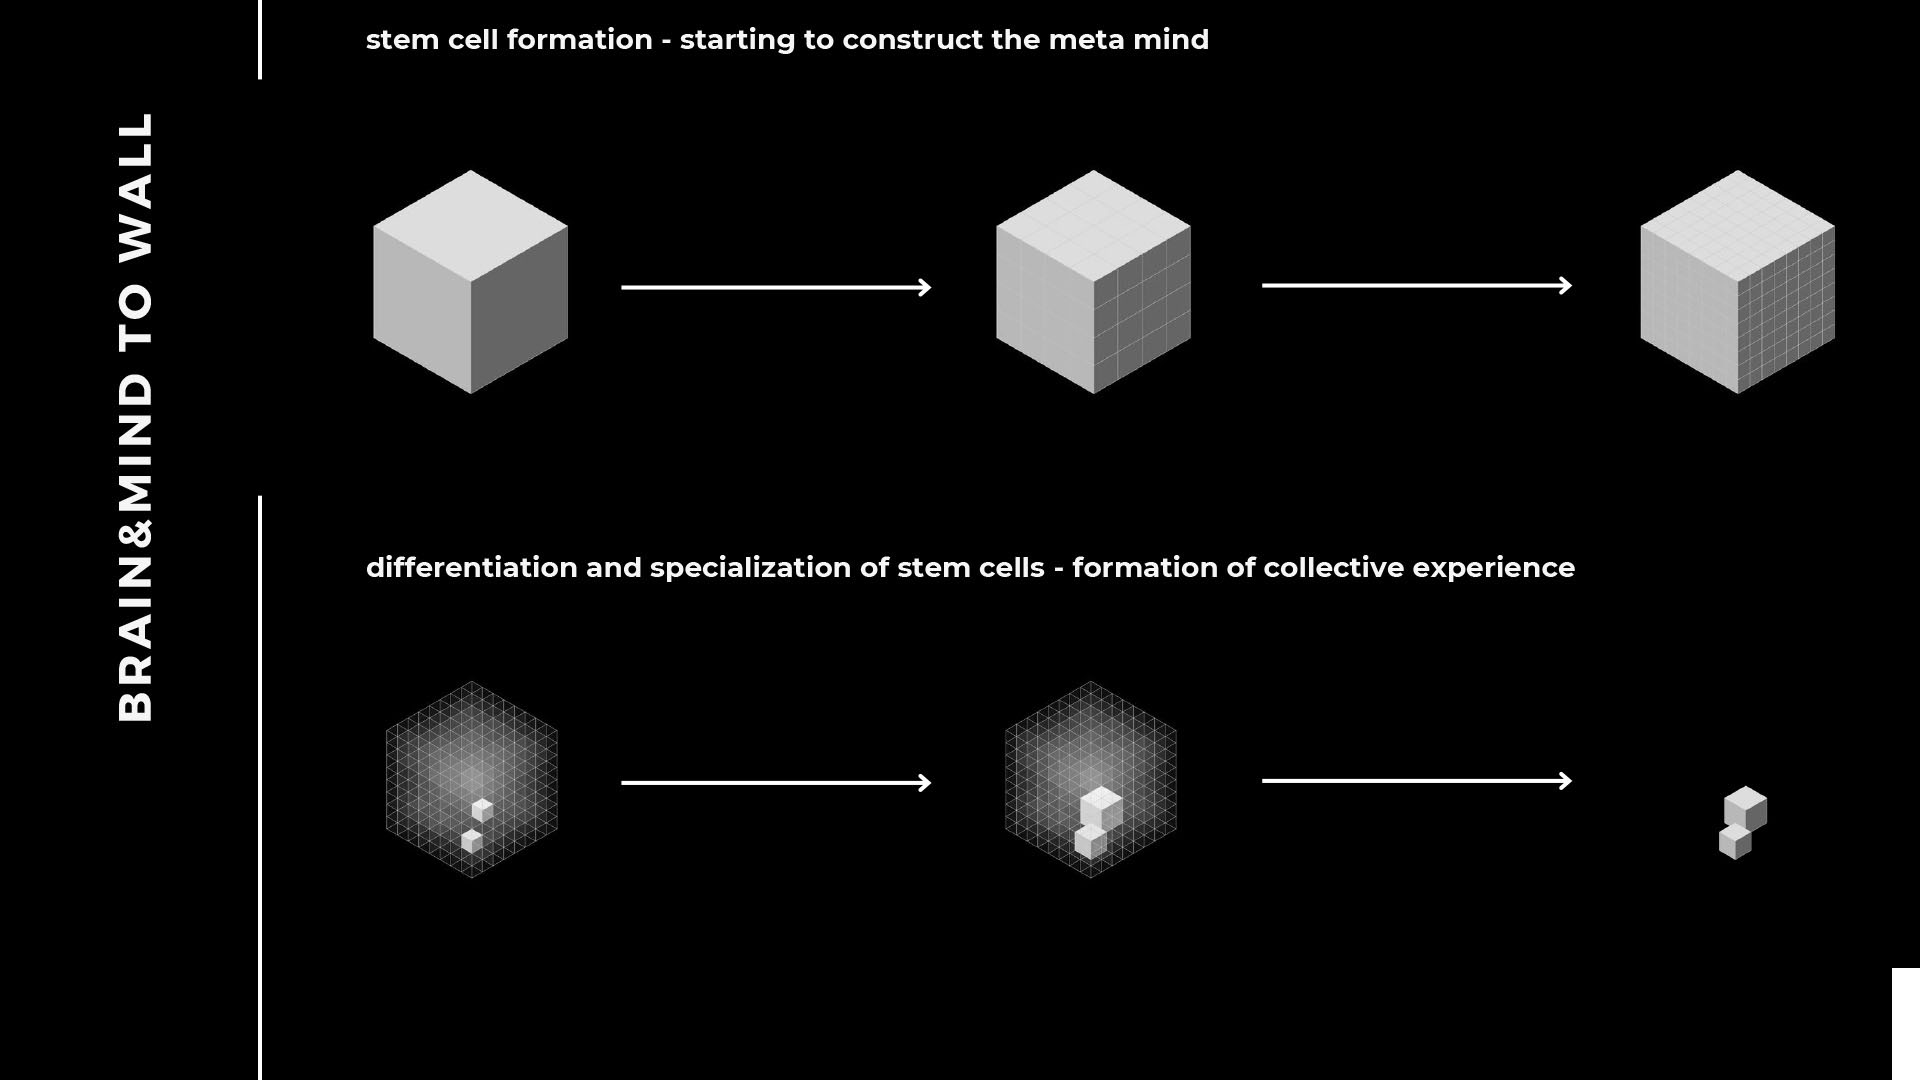 BRAIN&MIND TO WALL
stem cell formation - starting to construct the meta mind
differentiation and specialization of stem cells - formation of collective experience